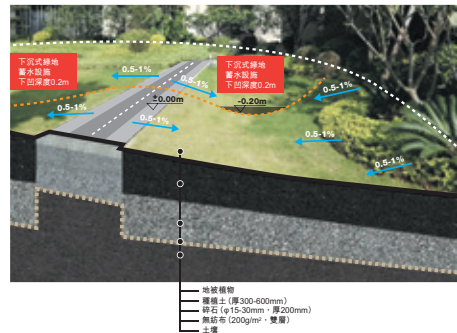 下沉式綠地
蓄水設施
下凹深度0.2m
0.5-1%
0.5-1%
下沉式綠地
蓄水設施
下凹深度0.2m
±0.00m
-0.20m
0.5-1%
0.5-1%
0.5-1%
0.5-1%
地被植物
種植土 (厚300-600mm)
碎石 (φ15-30mm，厚200mm)
無紡布 (200g/m²，雙層)
土壤